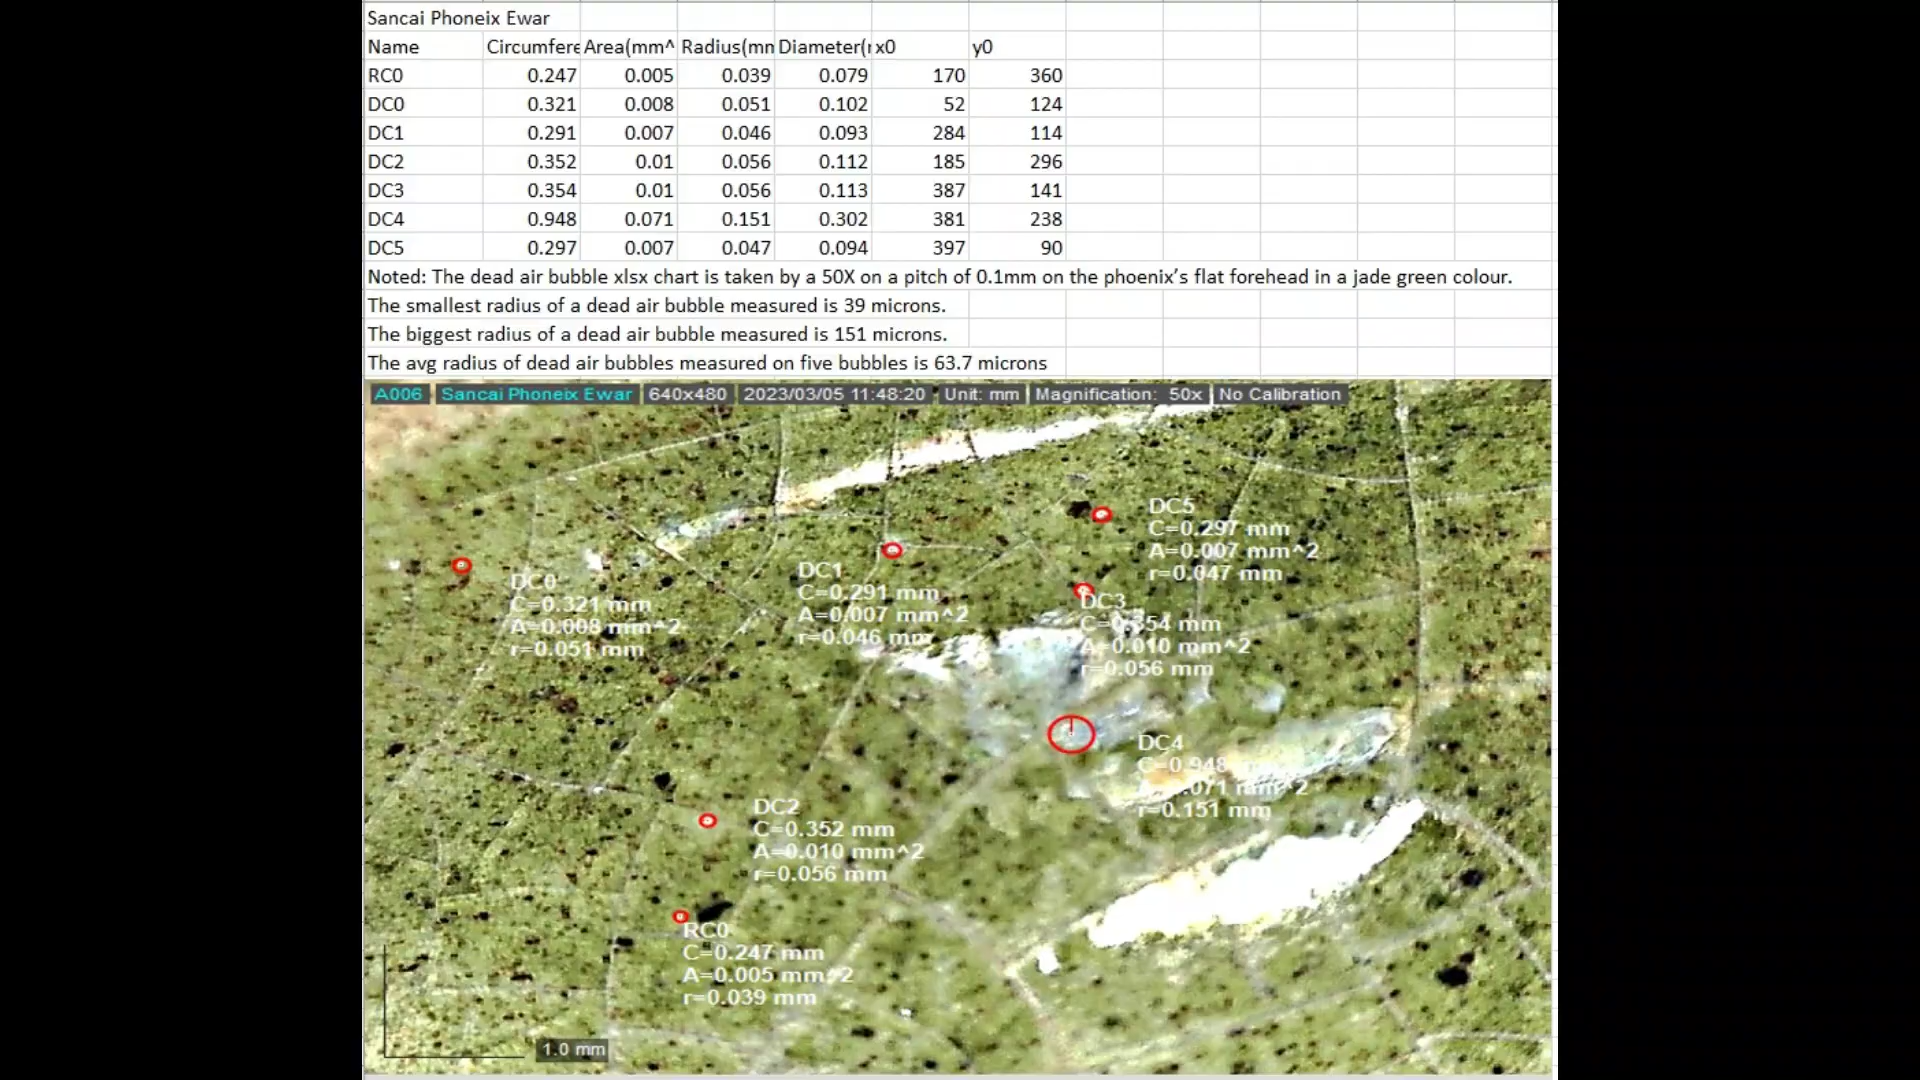 Sancai Phoneix Ewar
Name Circumfere Area(mm^ Radius(mm Diameter(r x0 y0
RC0 0.247 0.005 0.039 0.079 170 360
DC0 0.321 0.008 0.051 0.102 52 124
DC1 0.291 0.007 0.046 0.093 284 114
DC2 0.352 0.01 0.056 0.112 185 296
DC3 0.354 0.01 0.056 0.113 387 141
DC4 0.948 0.071 0.151 0.302 381 238
DC5 0.297 0.007 0.047 0.094 397 90
Noted: The dead air bubble xlsx chart is taken by a 50X on a pitch of 0.1mm on the phoenix’s flat forehead in a jade green colour.
The smallest radius of a dead air bubble measured is 39 microns.
The biggest radius of a dead air bubble measured is 151 microns.
The avg radius of dead air bubbles measured on five bubbles is 63.7 microns
A006 Sancai Phoneix Ewar 640x480 2023/03/05 11:48:20 Unit: mm Magnification: 50x No Calibration
DC5
C=0.297 mm
A=0.007 mm^2
r=0.047 mm
DC1
C=0.291 mm
A=0.007 mm^2
r=0.046 mm
DC0
C=0.321 mm
A=0.008 mm^2
r=0.051 mm
DC3
C=0.354 mm
A=0.010 mm^2
r=0.056 mm
DC4
C=0.948
0.071 mm^2
r=0.151 mm
DC2
C=0.352 mm
A=0.010 mm^2
r=0.056 mm
RC0
C=0.247 mm
A=0.005 mm^2
r=0.039 mm
1.0 mm